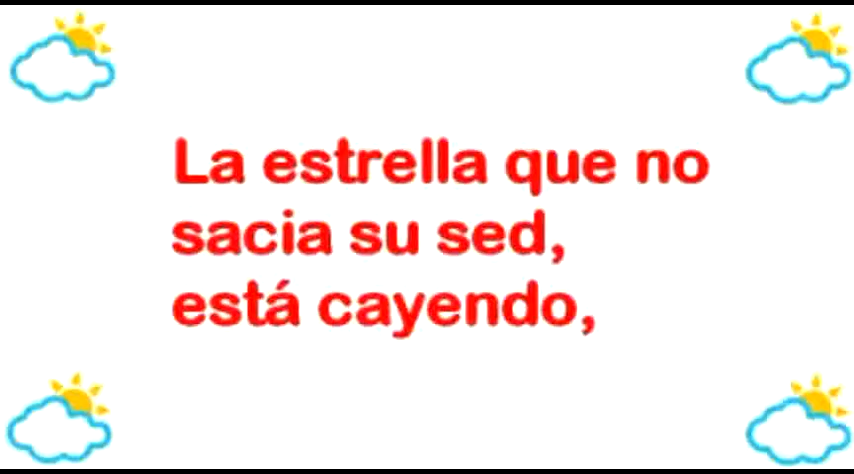 La estrella que no
sacia su sed,
está cayendo,